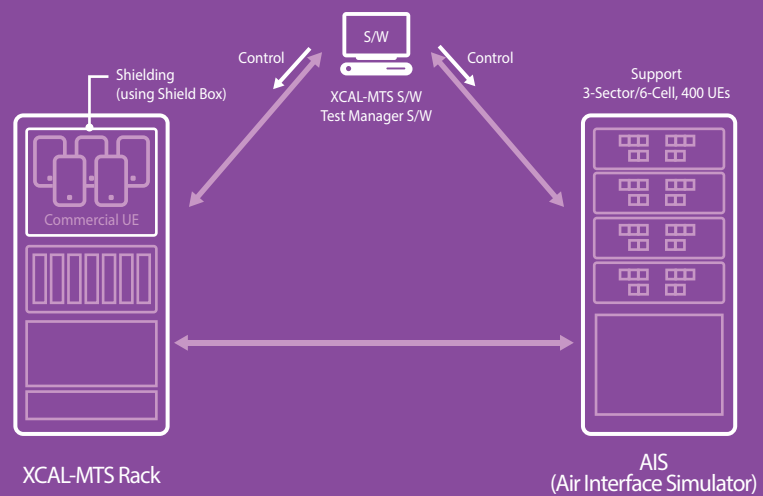 S/W
Control
Control
XCAL-MTS S/W
Test Manager S/W
Shielding
(using Shield Box)
Support
3-Sector/6-Cell, 400 UEs
Commercial UE
XCAL-MTS Rack
AIS
(Air Interface Simulator)